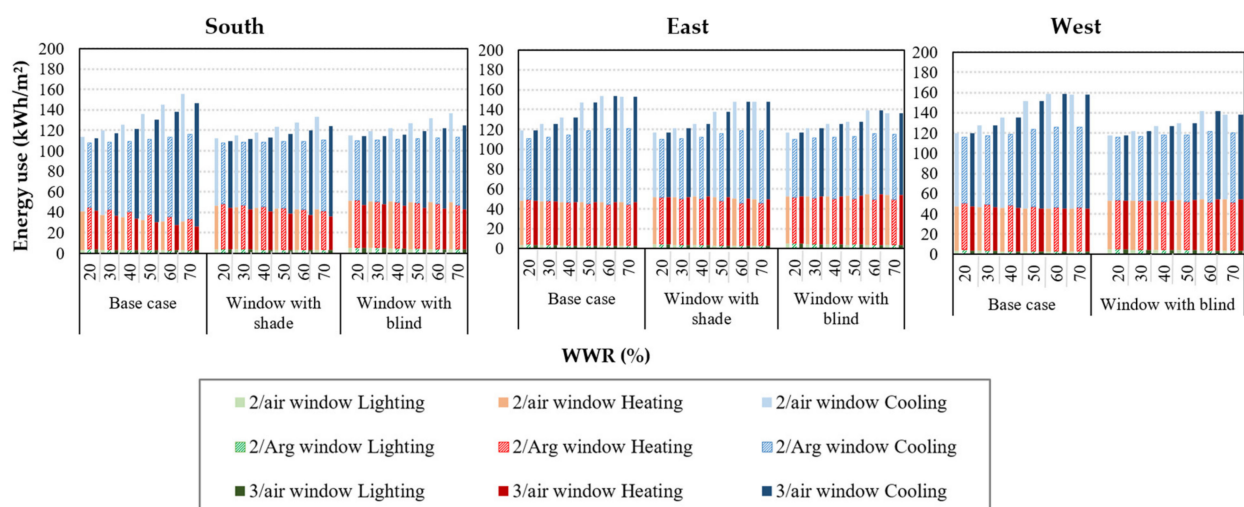 South
East
West
Energy use (kWh/m²)
200
180
160
140
120
100
80
60
40
20
0
200
180
160
140
120
100
80
60
40
20
0
200
180
160
140
120
100
80
60
40
20
0
20 30 40 50 60 70 20 30 40 50 60 70 20 30 40 50 60 70
20 30 40 50 60 70 20 30 40 50 60 70 20 30 40 50 60 70
20 30 40 50 60 70 20 30 40 50 60 70
Base case
Window with
shade
Window with
blind
Base case
Window with
shade
Window with
blind
Base case
Window with blind
WWR (%)
2/air window Lighting
2/air window Heating
2/air window Cooling
2/Arg window Lighting
2/Arg window Heating
2/Arg window Cooling
3/air window Lighting
3/air window Heating
3/air window Cooling